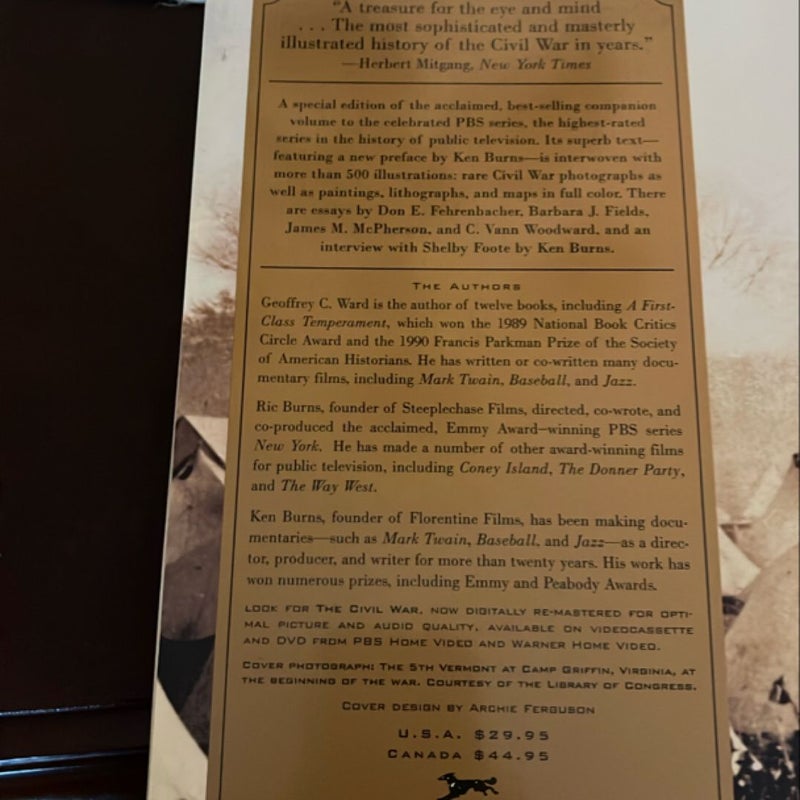 "A treasure for the eye and mind
. . . The most sophisticated and masterly
illustrated history of the Civil War in years."
—Herbert Mitgang, New York Times
A special edition of the acclaimed, best-selling companion
volume to the celebrated PBS series, the highest-rated
series in the history of public television. Its superb text—
featuring a new preface by Ken Burns—is interwoven with
more than 500 illustrations: rare Civil War photographs as
well as paintings, lithographs, and maps in full color. There
are essays by Don E. Fehrenbacher, Barbara J. Fields,
James M. McPherson, and C. Vann Woodward, and an
interview with Shelby Foote by Ken Burns.
THE AUTHORS
Geoffrey C. Ward is the author of twelve books, including A First-
Class Temperament, which won the 1989 National Book Critics
Circle Award and the 1990 Francis Parkman Prize of the Society
of American Historians. He has written or co-written many docu-
mentary films, including Mark Twain, Baseball, and Jazz.
Ric Burns, founder of Steeplechase Films, directed, co-wrote, and
co-produced the acclaimed, Emmy Award–winning PBS series
New York. He has made a number of other award-winning films
for public television, including Coney Island, The Donner Party,
and The Way West.
Ken Burns, founder of Florentine Films, has been making docu-
mentaries—such as Mark Twain, Baseball, and Jazz—as a direc-
tor, producer, and writer for more than twenty years. His work has
won numerous prizes, including Emmy and Peabody Awards.
LOOK FOR THE CIVIL WAR, NOW DIGITALLY RE-MASTERED FOR OPTI-
MAL PICTURE AND AUDIO QUALITY, AVAILABLE ON VIDEOCASSETTE
AND DVD FROM PBS HOME VIDEO AND WARNER HOME VIDEO.
COVER PHOTOGRAPH: THE 5TH VERMONT AT CAMP GRIFFIN, VIRGINIA, AT
THE BEGINNING OF THE WAR. COURTESY OF THE LIBRARY OF CONGRESS.
COVER DESIGN BY ARCHIE FERGUSON
U.S.A. $29.95
CANADA $44.95